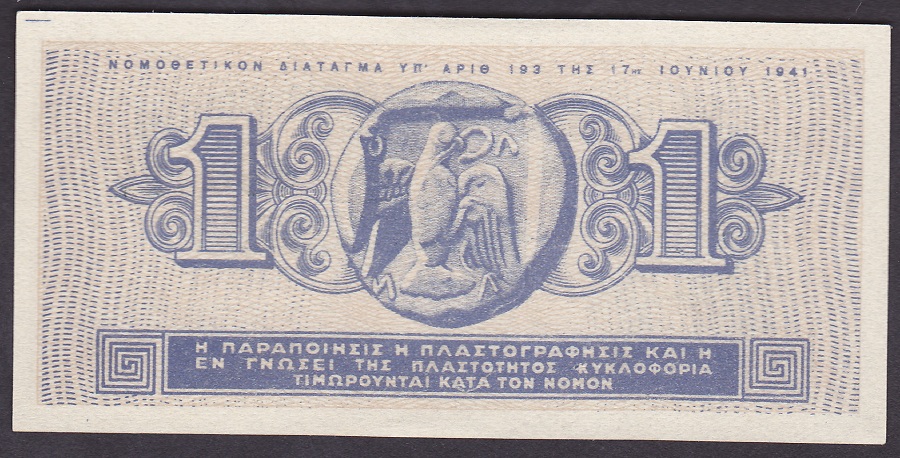 ΝΟΜΟΘΕΤΙΚΟΝ ΔΙΑΤΑΓΜΑ ΥΠ' ΑΡΙΘ 193 ΤΗΣ 17ης ΙΟΥΝΙΟΥ 1941
1 1
Η ΠΑΡΑΠΟΙΗΣΙΣ Η ΠΛΑΣΤΟΓΡΑΦΗΣΙΣ ΚΑΙ Η
ΕΝ ΓΝΩΣΕΙ ΤΗΣ ΠΛΑΣΤΟΤΗΤΟΣ ΚΥΚΛΟΦΟΡΙΑ
ΤΙΜΩΡΟΥΝΤΑΙ ΚΑΤΑ ΤΟΝ ΝΟΜΟΝ